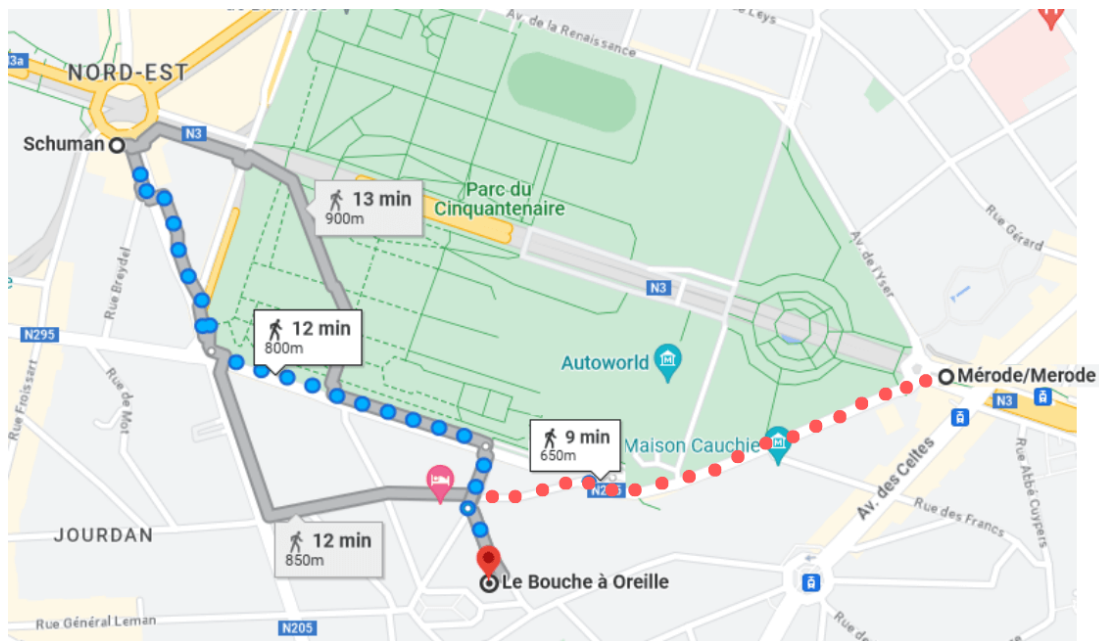 Av. de la Renaissance
NORD-EST
Schuman
N3
13 min
900m
Parc du
Cinquantenaire
Rue Gérard
Av. de l'Yser
Rue Breydel
N3
N295
12 min
800m
Autoworld
Mérode/Merode
N3
Rue Froissart
Rue de Mot
9 min
650m
Maison Cauchie
Av. des Celtes
Rue Abbé Cuypers
Rue des Francs
JOURDAN
12 min
850m
Le Bouche à Oreille
Rue Général Leman
N205